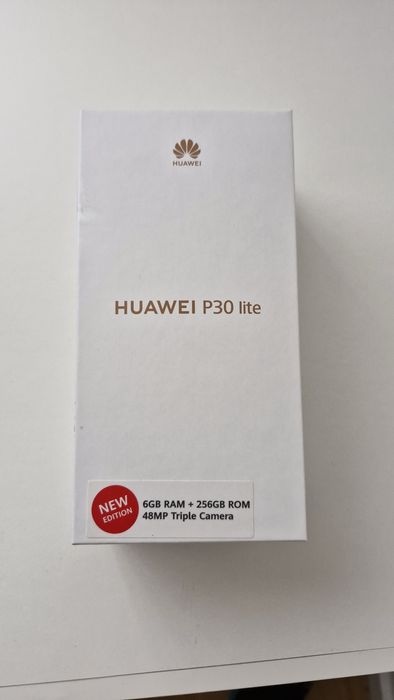 HUAWEI
HUAWEI P30 lite
NEW
EDITION
6GB RAM + 256GB ROM
48MP Triple Camera